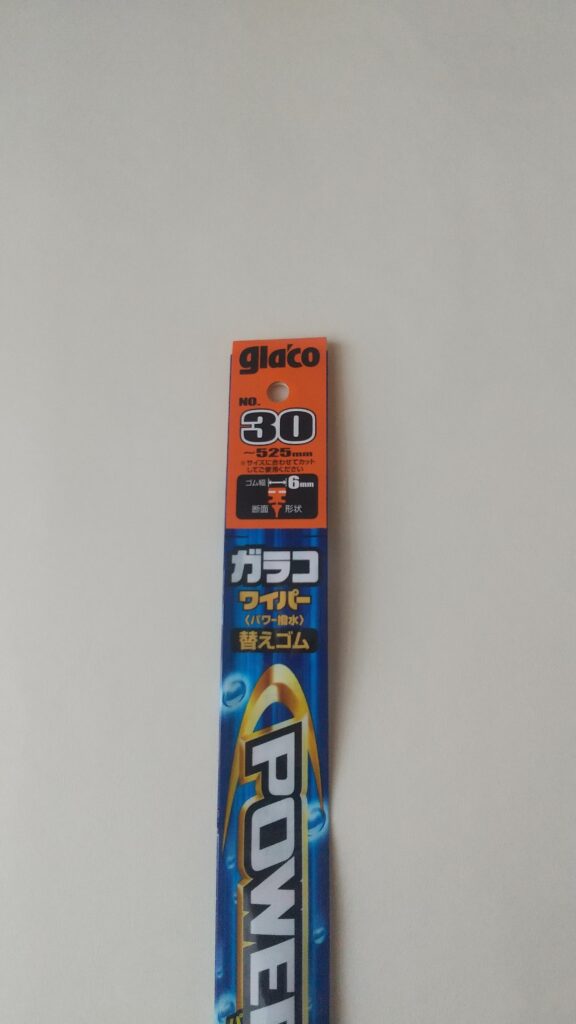 glaco
NO.
30
～525mm
※サイズに合わせてカット
してご使用ください
ゴム幅 6mm
断面 形状
ガラコ
ワイパー
〈パワー撥水〉
替えゴム
POWE